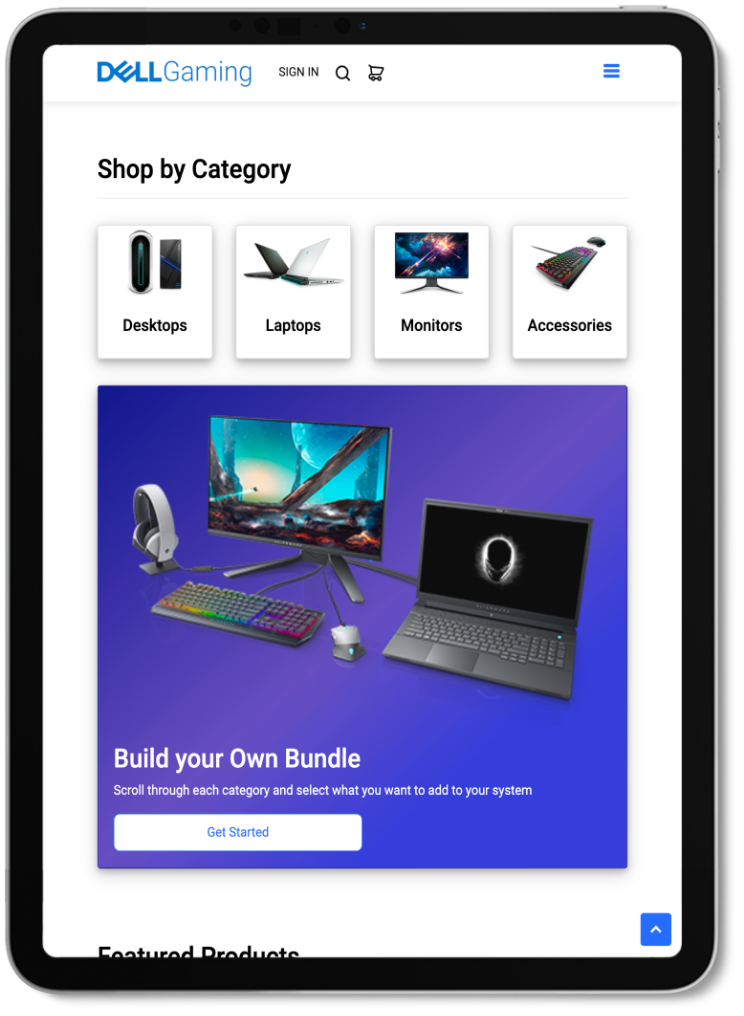 DELLGaming SIGN IN
Shop by Category
Desktops Laptops Monitors Accessories
Build your Own Bundle
Scroll through each category and select what you want to add to your system
Get Started
Featured Products